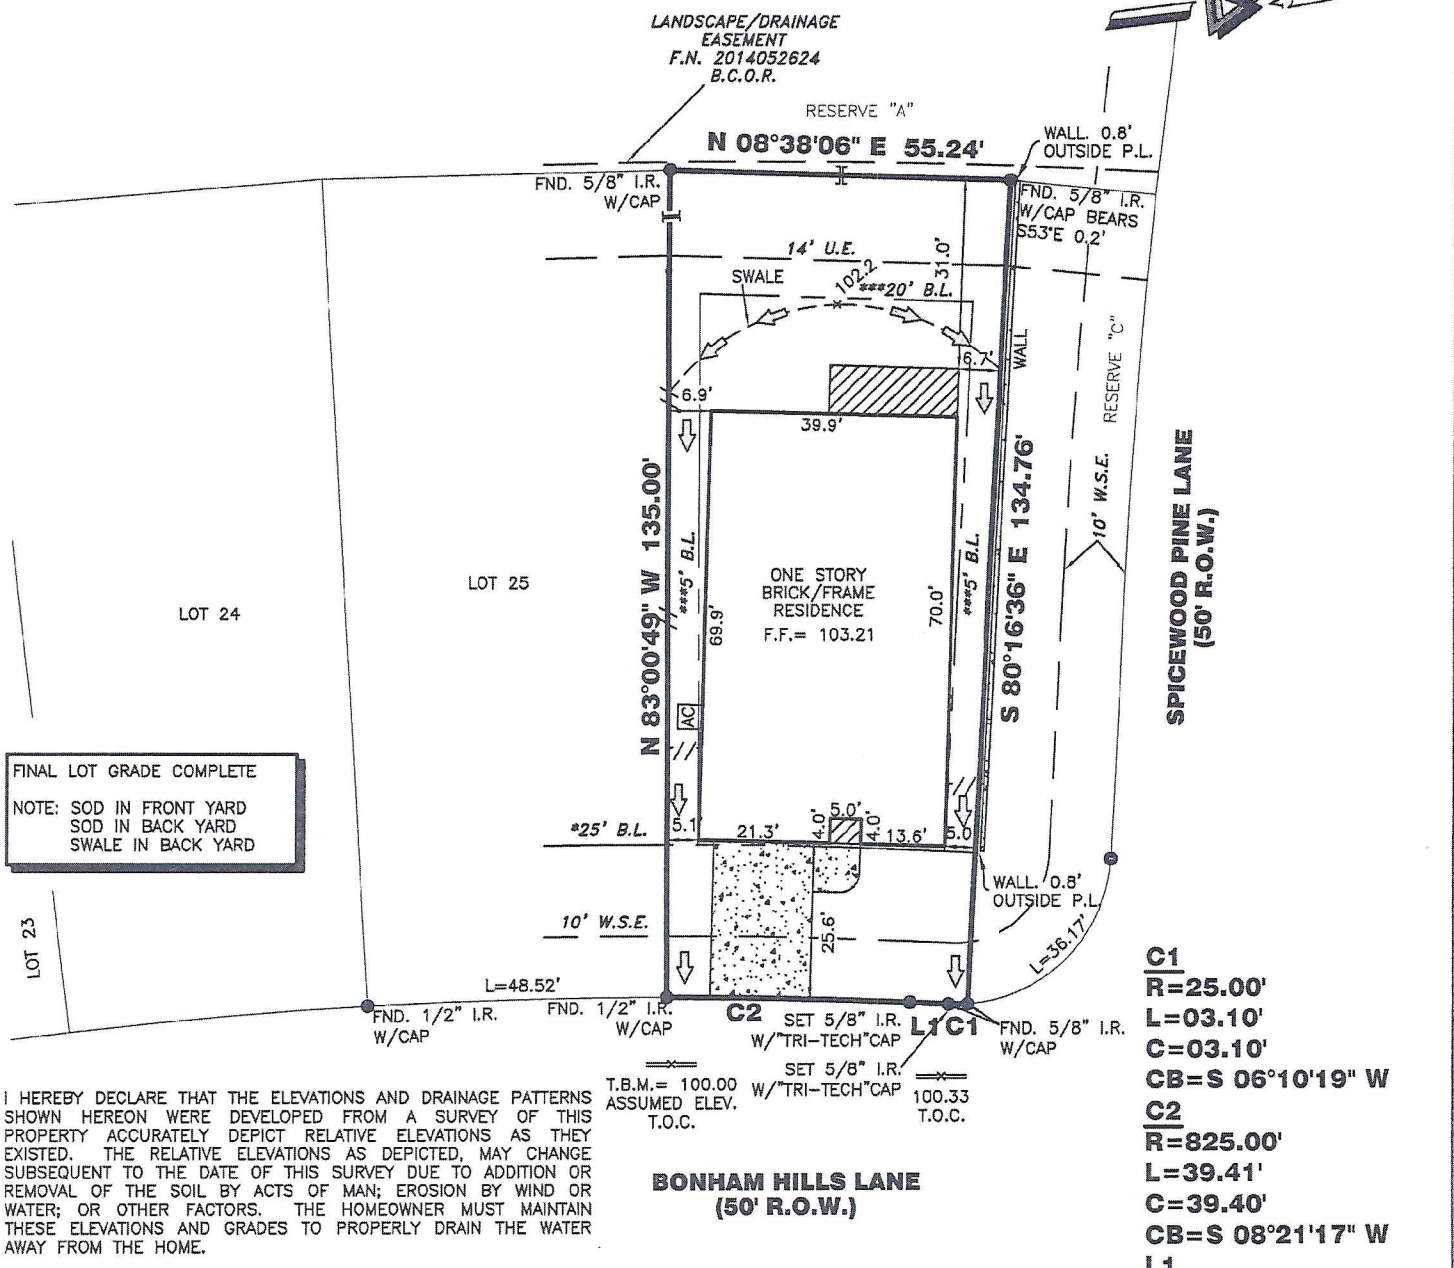 LANDSCAPE/DRAINAGE
EASEMENT
F.N. 2014052624
B.C.O.R.
RESERVE "A"
N 08°38'06" E 55.24'
WALL. 0.8'
OUTSIDE P.L.
FND. 5/8" I.R.
W/CAP
FND. 5/8" I.R.
W/CAP BEARS
S53°E 0.2'
14' U.E.
31.0'
SWALE
102.2
***20' B.L.
WALL
RESERVE "C"
6.7'
6.9'
39.9'
N 83°00'49" W 135.00'
***5' B.L.
69.9'
ONE STORY
BRICK/FRAME
RESIDENCE
F.F.= 103.21
70.0'
***5' B.L.
S 80°16'36" E 134.76'
10' W.S.E.
SPICEWOOD PINE LANE
(50' R.O.W.)
LOT 24
LOT 25
AC
FINAL LOT GRADE COMPLETE
NOTE: SOD IN FRONT YARD
SOD IN BACK YARD
SWALE IN BACK YARD
*25' B.L.
5.1
21.3'
4.0'
5.0'
4.0'
13.6'
5.0
WALL. 0.8'
OUTSIDE P.L.
10' W.S.E.
25.6'
L=36.17'
LOT 23
L=48.52'
FND. 1/2" I.R.
W/CAP
FND. 1/2" I.R.
W/CAP
C2
SET 5/8" I.R.
W/"TRI-TECH"CAP
L1
C1
FND. 5/8" I.R.
W/CAP
SET 5/8" I.R.
W/"TRI-TECH"CAP
T.B.M.= 100.00
ASSUMED ELEV.
T.O.C.
100.33
T.O.C.
I HEREBY DECLARE THAT THE ELEVATIONS AND DRAINAGE PATTERNS
SHOWN HEREON WERE DEVELOPED FROM A SURVEY OF THIS
PROPERTY ACCURATELY DEPICT RELATIVE ELEVATIONS AS THEY
EXISTED. THE RELATIVE ELEVATIONS AS DEPICTED, MAY CHANGE
SUBSEQUENT TO THE DATE OF THIS SURVEY DUE TO ADDITION OR
REMOVAL OF THE SOIL BY ACTS OF MAN; EROSION BY WIND OR
WATER; OR OTHER FACTORS. THE HOMEOWNER MUST MAINTAIN
THESE ELEVATIONS AND GRADES TO PROPERLY DRAIN THE WATER
AWAY FROM THE HOME.
BONHAM HILLS LANE
(50' R.O.W.)
C1
R=25.00'
L=03.10'
C=03.10'
CB=S 06°10'19" W
C2
R=825.00'
L=39.41'
C=39.40'
CB=S 08°21'17" W
L1